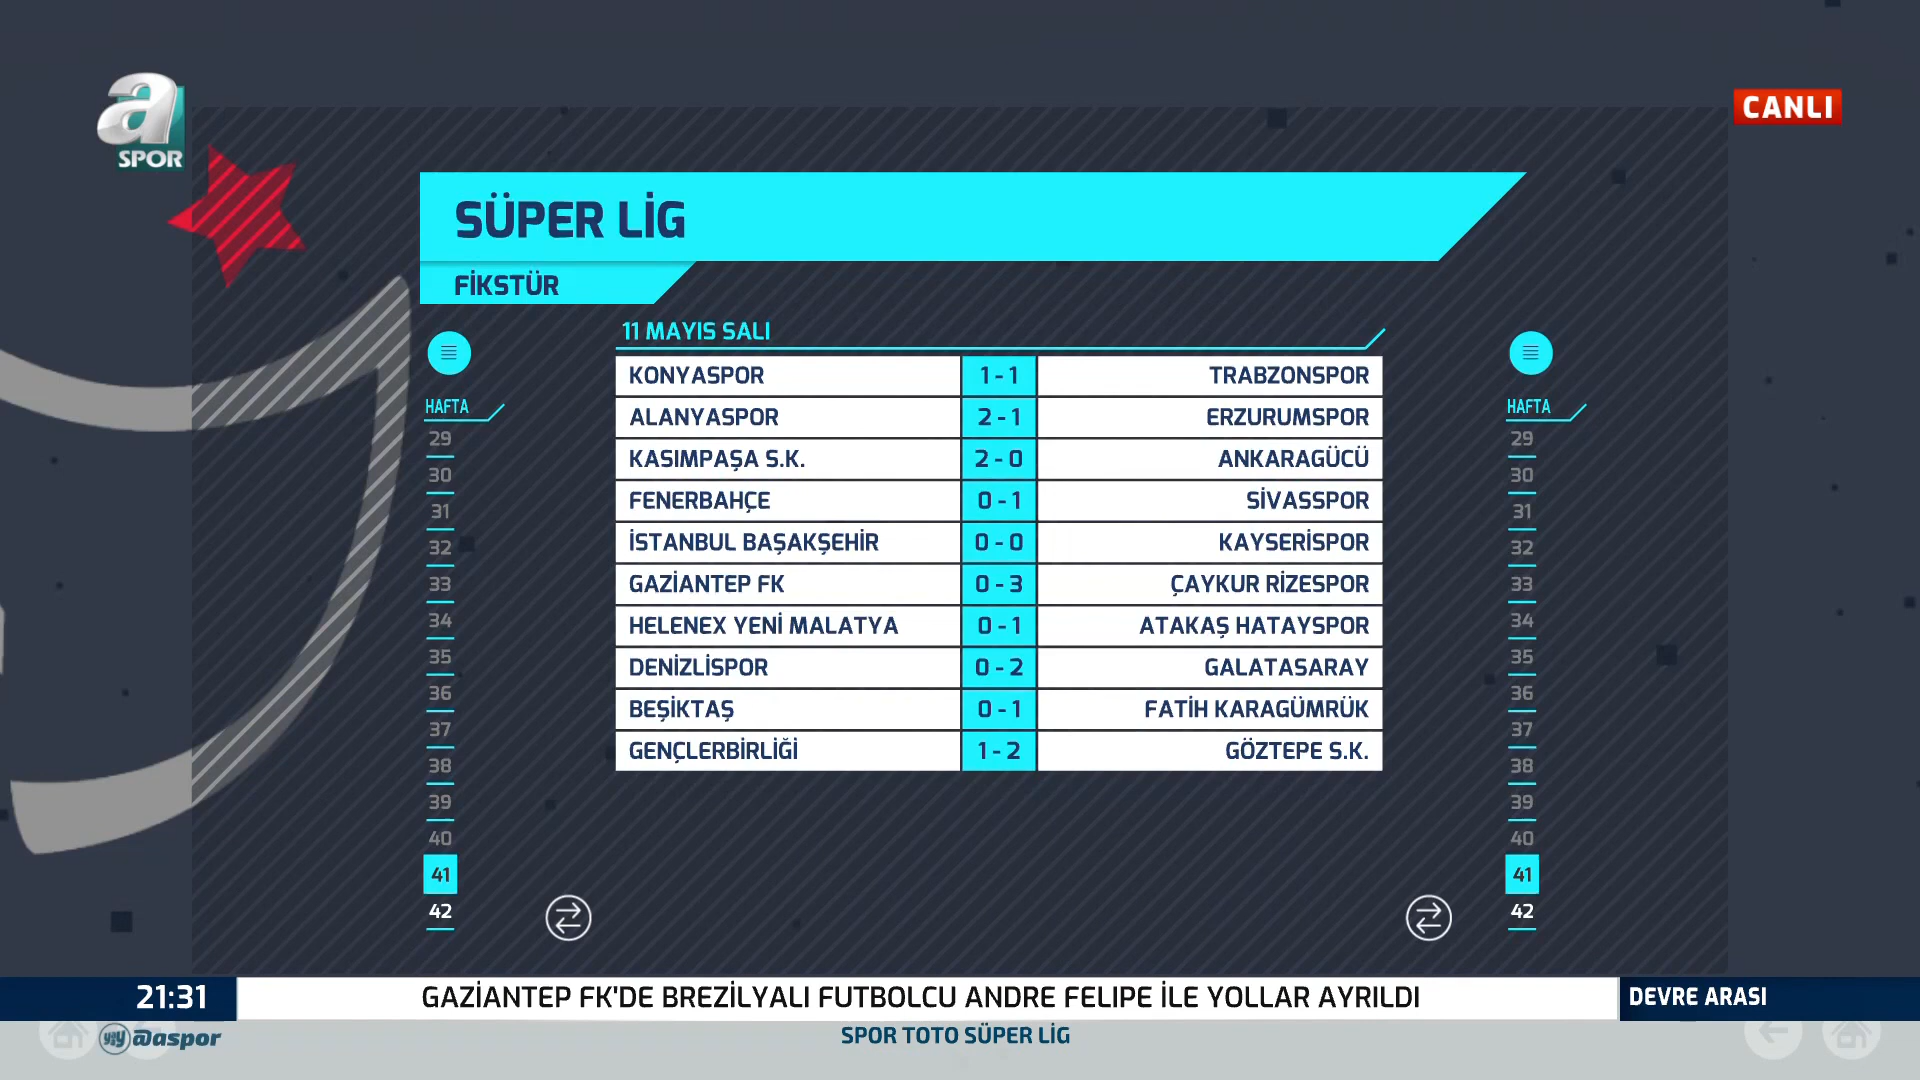 a
SPOR
CANLI
SÜPER LİG
FİKSTÜR
11 MAYIS SALI
KONYASPOR 1 - 1 TRABZONSPOR
ALANYASPOR 2 - 1 ERZURUMSPOR
KASIMPAŞA S.K. 2 - 0 ANKARAGÜCÜ
FENERBAHÇE 0 - 1 SİVASSPOR
İSTANBUL BAŞAKŞEHİR 0 - 0 KAYSERİSPOR
GAZİANTEP FK 0 - 3 ÇAYKUR RİZESPOR
HELENEX YENİ MALATYA 0 - 1 ATAKAŞ HATAYSPOR
DENİZLİSPOR 0 - 2 GALATASARAY
BEŞİKTAŞ 0 - 1 FATİH KARAGÜMRÜK
GENÇLERBİRLİĞİ 1 - 2 GÖZTEPE S.K.
HAFTA
29
30
31
32
33
34
35
36
37
38
39
40
41
42
HAFTA
29
30
31
32
33
34
35
36
37
38
39
40
41
42
21:31 GAZİANTEP FK'DE BREZİLYALI FUTBOLCU ANDRE FELIPE İLE YOLLAR AYRILDI DEVRE ARASI
aspor SPOR TOTO SÜPER LİG